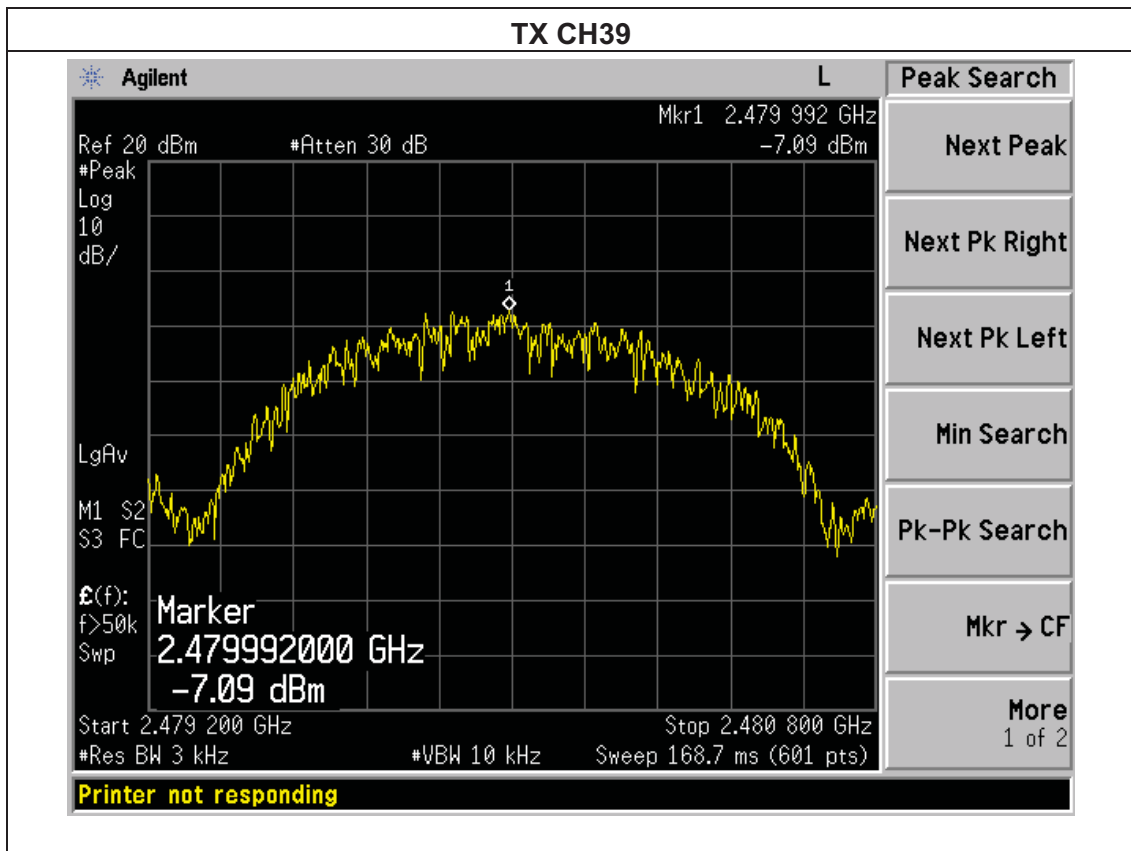 TX CH39
Agilent L Peak Search
Mkr1 2.479 992 GHz
Ref 20 dBm #Atten 30 dB -7.09 dBm
Next Peak
#Peak
Log
10
dB/
Next Pk Right
1
Next Pk Left
Min Search
LgAv
M1 S2
S3 FC
Pk-Pk Search
£(f):
f>50k
Swp
Marker
2.479992000 GHz
-7.09 dBm
Mkr → CF
More
1 of 2
Start 2.479 200 GHz Stop 2.480 800 GHz
#Res BW 3 kHz #VBW 10 kHz Sweep 168.7 ms (601 pts)
Printer not responding